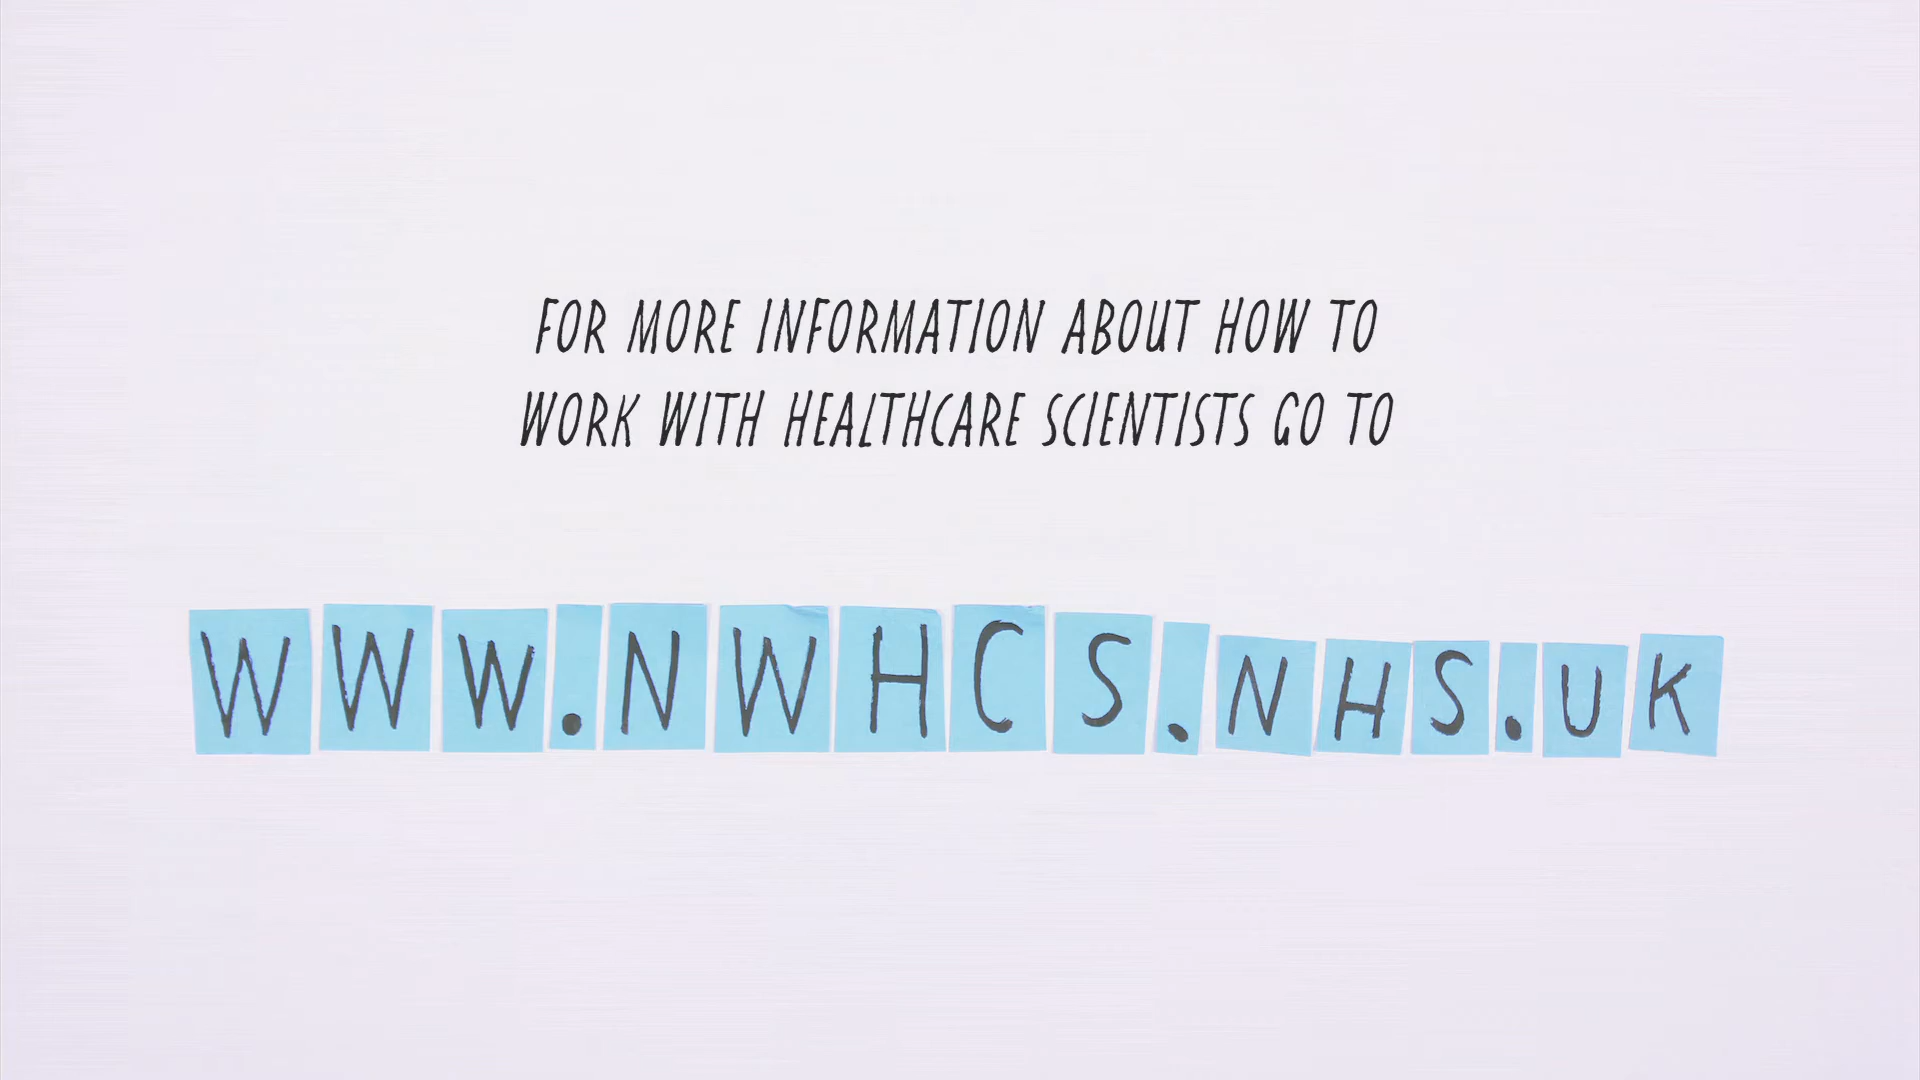 FOR MORE INFORMATION ABOUT HOW TO
WORK WITH HEALTHCARE SCIENTISTS GO TO
WWW.NWHCS.NHS.UK